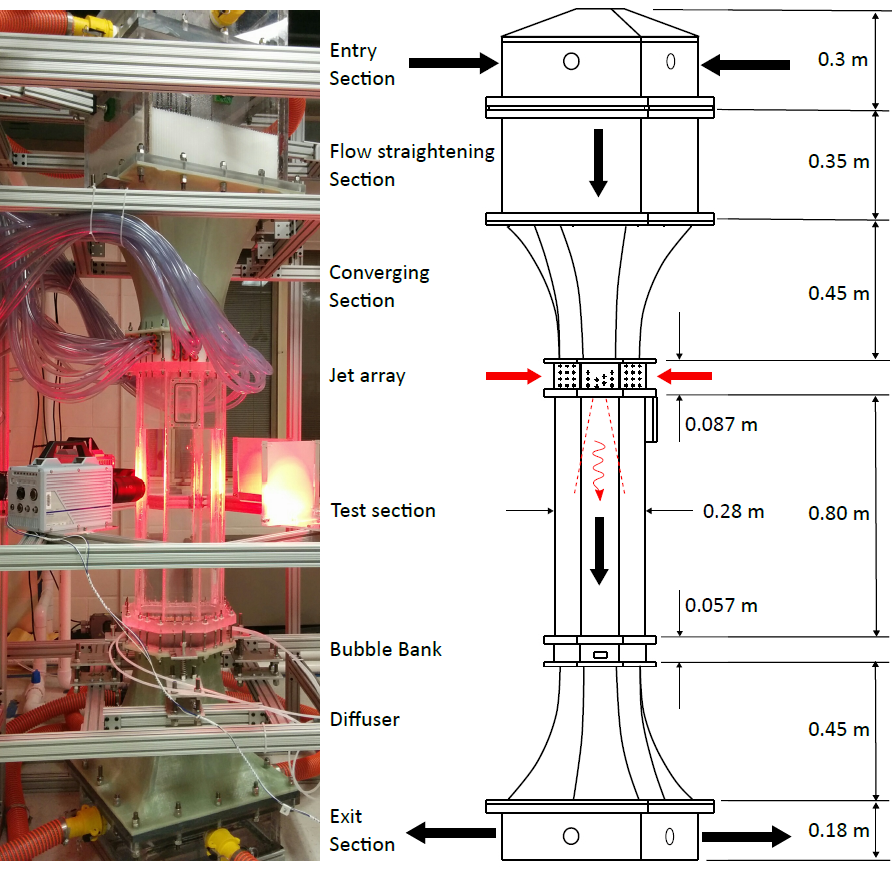 Entry
Section
0.3 m
Flow straightening
Section
0.35 m
Converging
Section
0.45 m
Jet array
0.087 m
Test section
0.28 m
0.80 m
0.057 m
Bubble Bank
Diffuser
0.45 m
Exit
Section
0.18 m